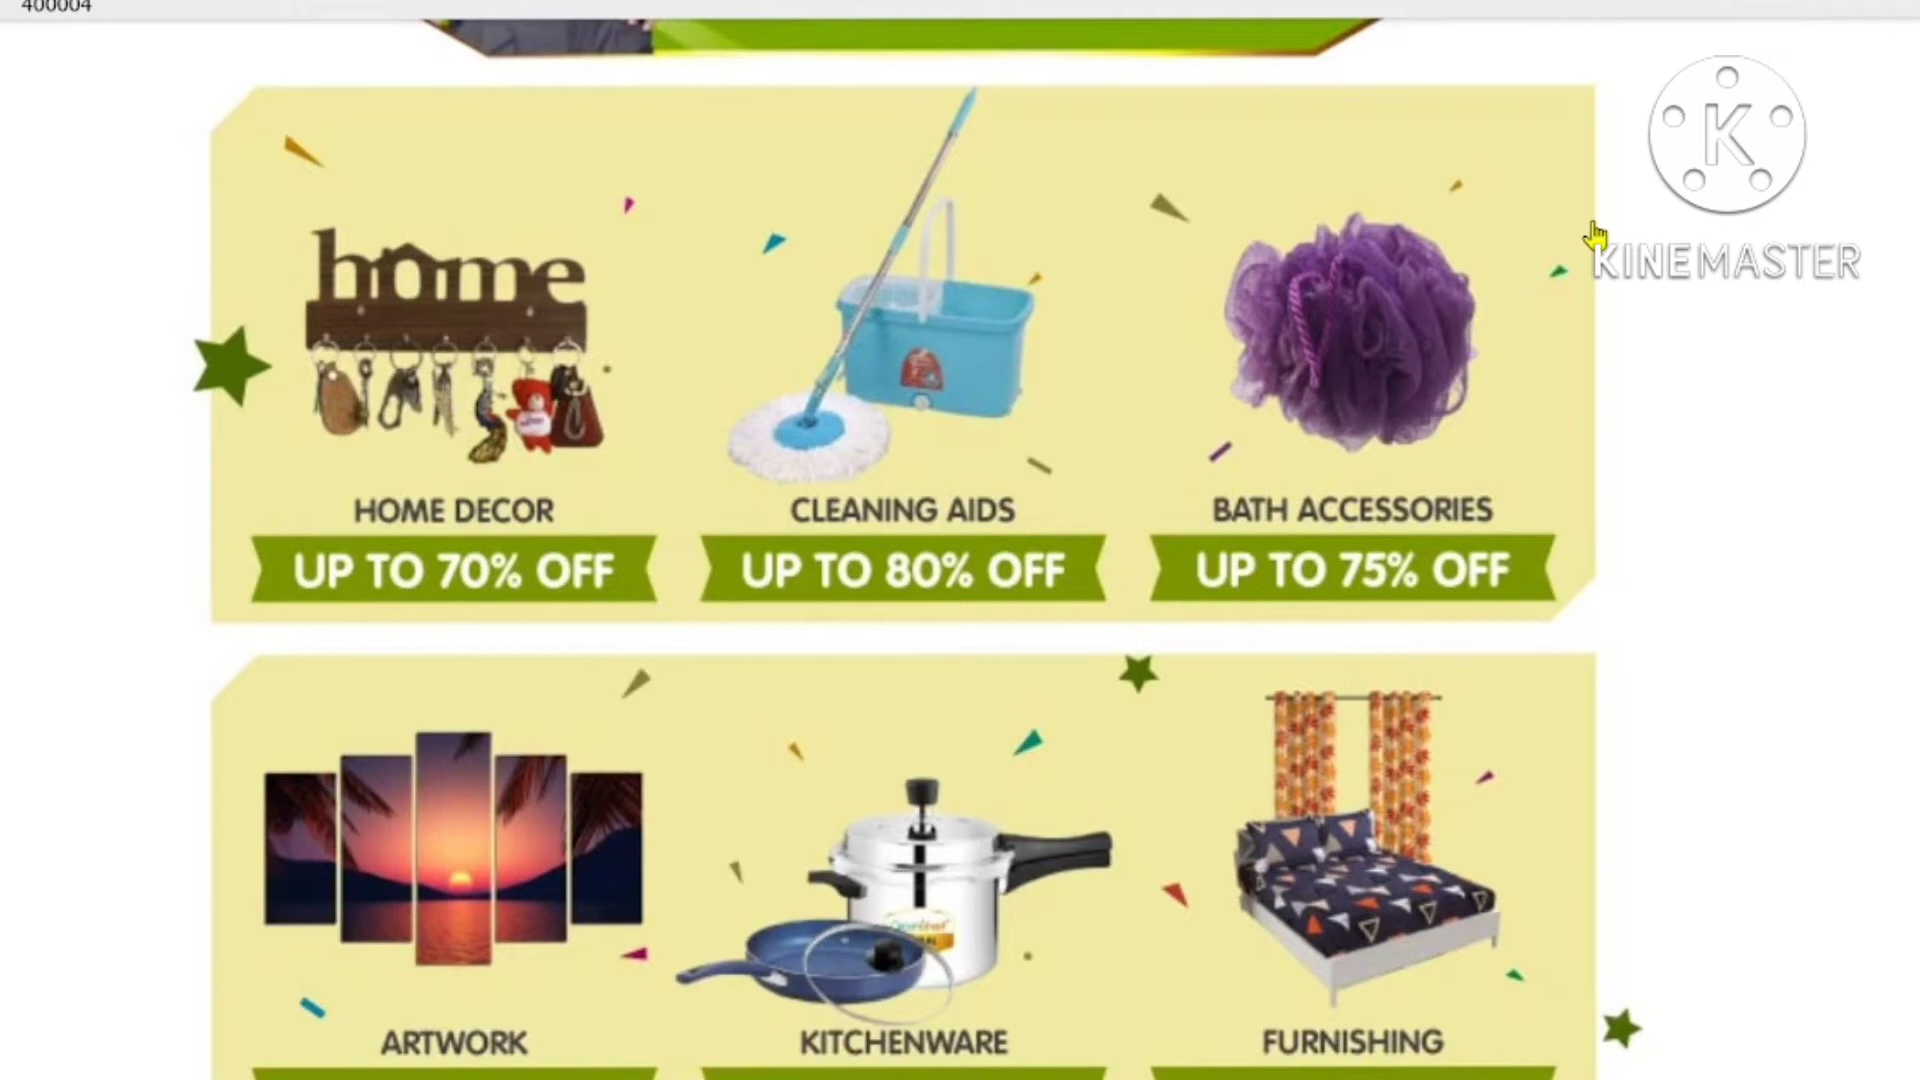 400004
KINEMASTER
home
HOME DECOR
CLEANING AIDS
BATH ACCESSORIES
UP TO 70% OFF
UP TO 80% OFF
UP TO 75% OFF
ARTWORK
KITCHENWARE
FURNISHING